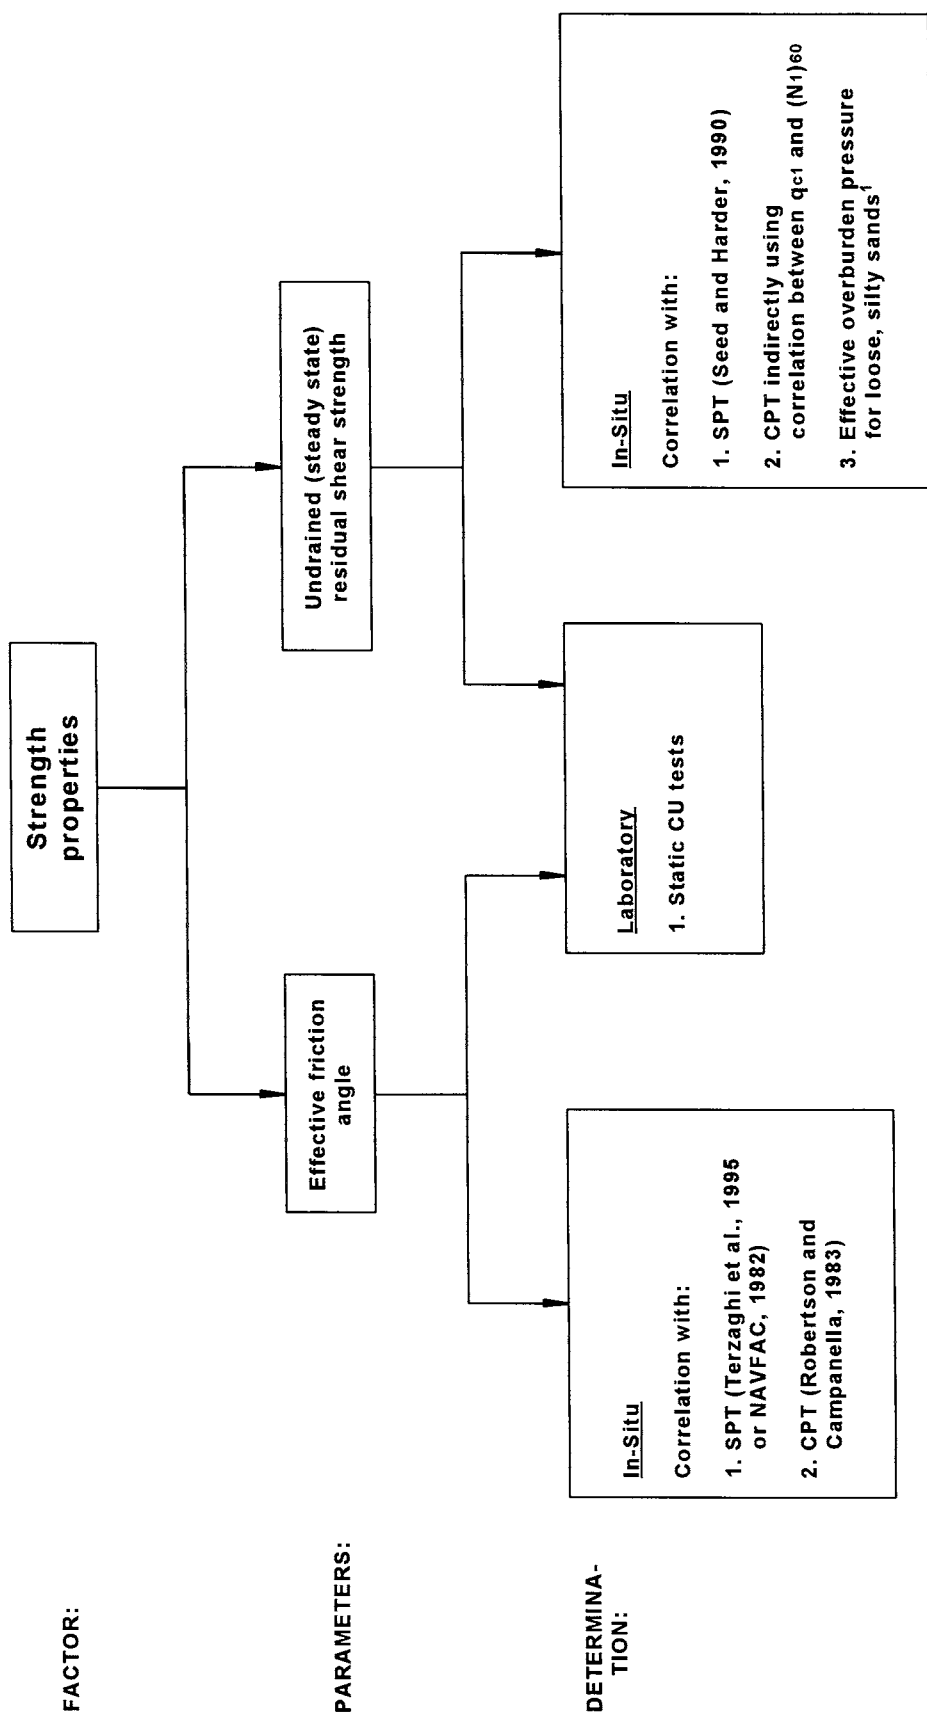 FACTOR:
Strength
properties
PARAMETERS:
Effective friction
angle
Undrained (steady state)
residual shear strength
DETERMINA-
TION:
In-Situ
Correlation with:
1. SPT (Terzaghi et al., 1995
or NAVFAC, 1982)
2. CPT (Robertson and
Campanella, 1983)
Laboratory
1. Static CU tests
In-Situ
Correlation with:
1. SPT (Seed and Harder, 1990)
2. CPT indirectly using
correlation between qc1 and (N1)60
3. Effective overburden pressure
for loose, silty sands1